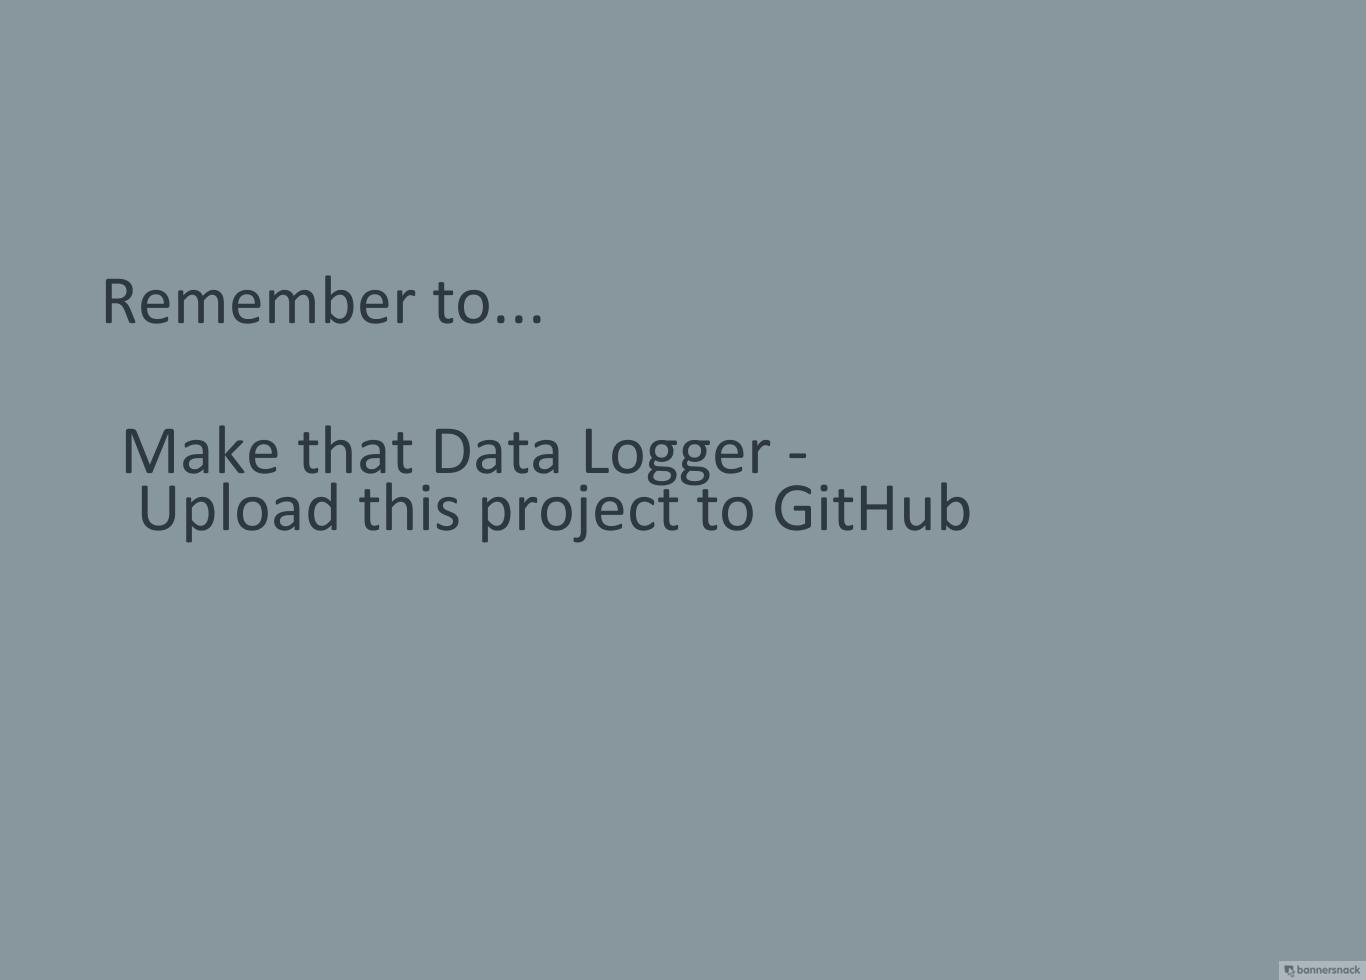 Remember to...
Make that Data Logger -
Upload this project to GitHub
bannersnack